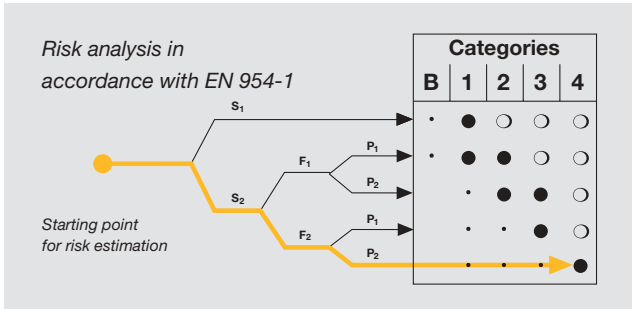 Risk analysis in
accordance with EN 954-1
Categories
B 1 2 3 4
S1
F1
P1
P2
S2
F2
P1
P2
Starting point
for risk estimation